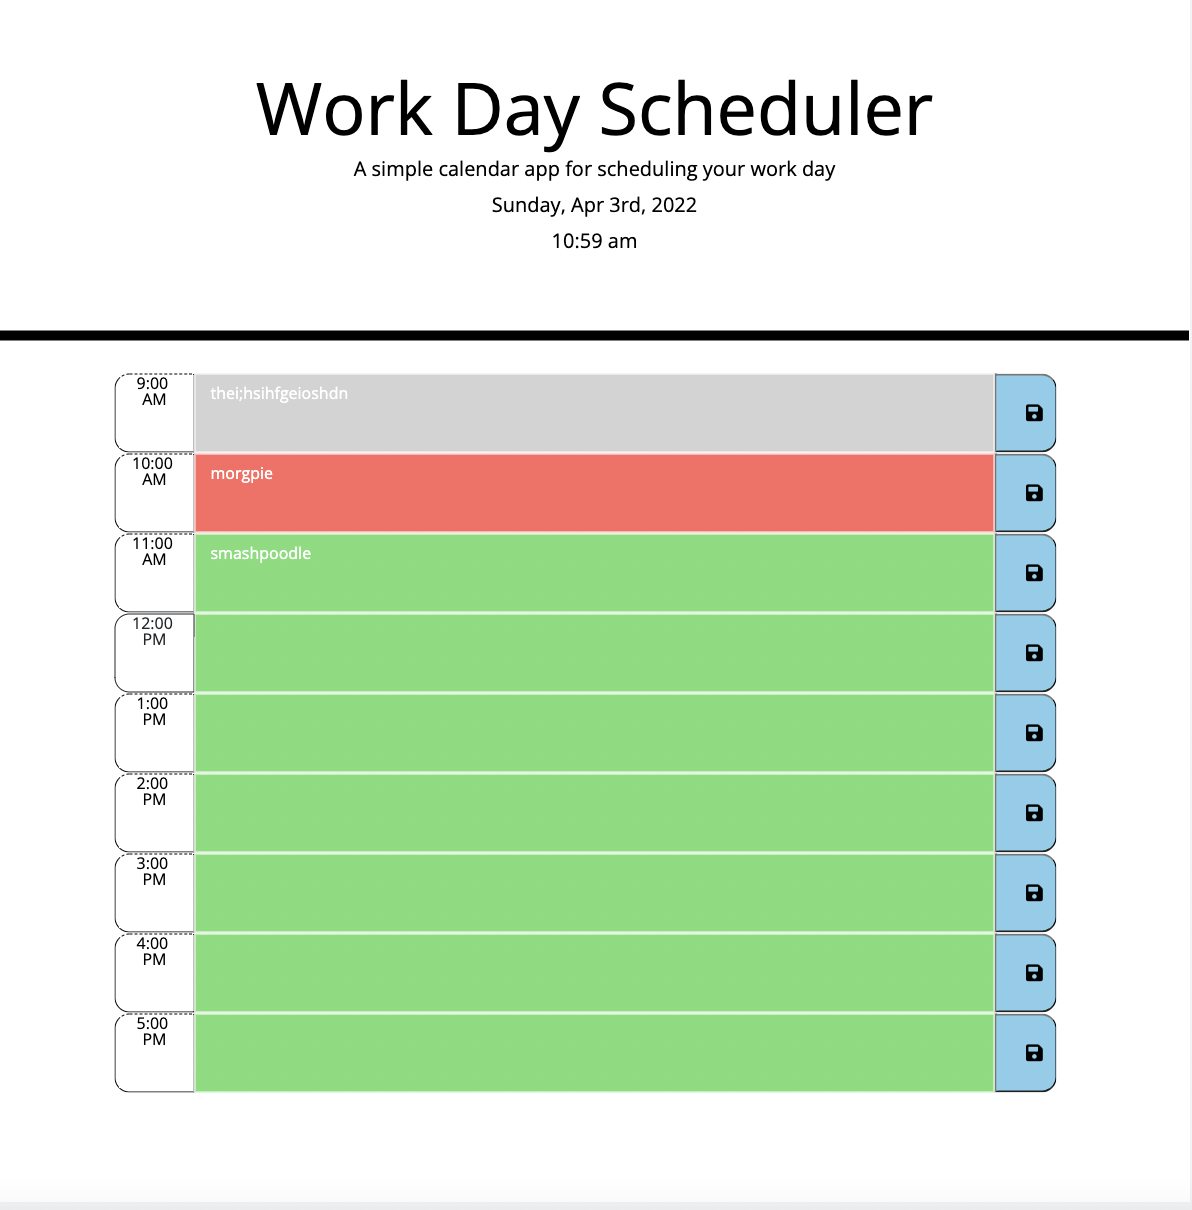 Work Day Scheduler
A simple calendar app for scheduling your work day
Sunday, Apr 3rd, 2022
10:59 am
9:00
AM
thei;hsihfgeioshdn
10:00
AM
morgpie
11:00
AM
smashpoodle
12:00
PM
1:00
PM
2:00
PM
3:00
PM
4:00
PM
5:00
PM